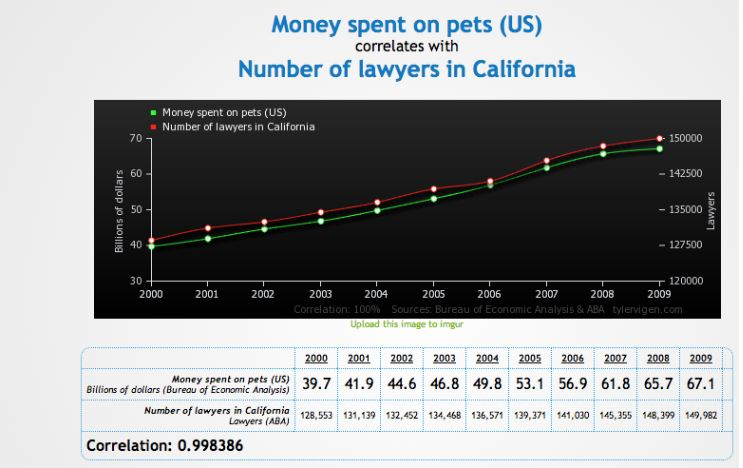 Money spent on pets (US)
correlates with
Number of lawyers in California
Money spent on pets (US)
Number of lawyers in California
70
60
50
40
30
Billions of dollars
150000
142500
135000
127500
120000
Lawyers
2000 2001 2002 2003 2004 2005 2006 2007 2008 2009
Correlation: 100% Sources: Bureau of Economic Analysis & ABA tylervigen.com
Upload this image to imgur
2000 2001 2002 2003 2004 2005 2006 2007 2008 2009
Money spent on pets (US)
Billions of dollars (Bureau of Economic Analysis)
39.7 41.9 44.6 46.8 49.8 53.1 56.9 61.8 65.7 67.1
Number of lawyers in California
Lawyers (ABA)
128,553 131,139 132,452 134,468 136,571 139,371 141,030 145,355 148,399 149,982
Correlation: 0.998386